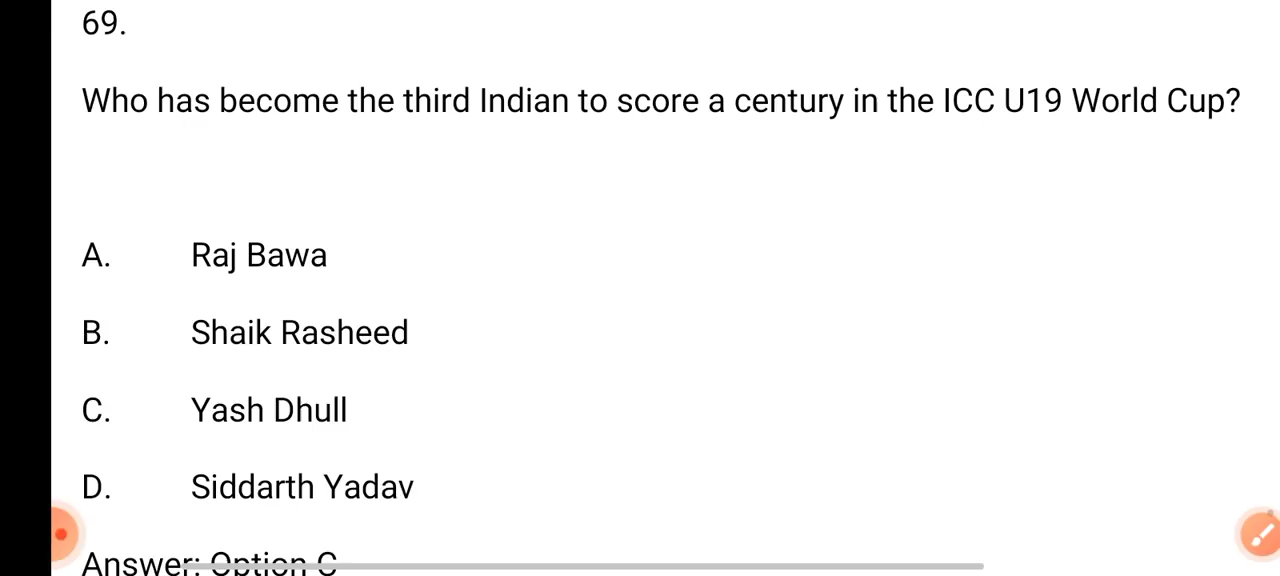 69.
Who has become the third Indian to score a century in the ICC U19 World Cup?
A. Raj Bawa
B. Shaik Rasheed
C. Yash Dhull
D. Siddarth Yadav
Answer: Option C